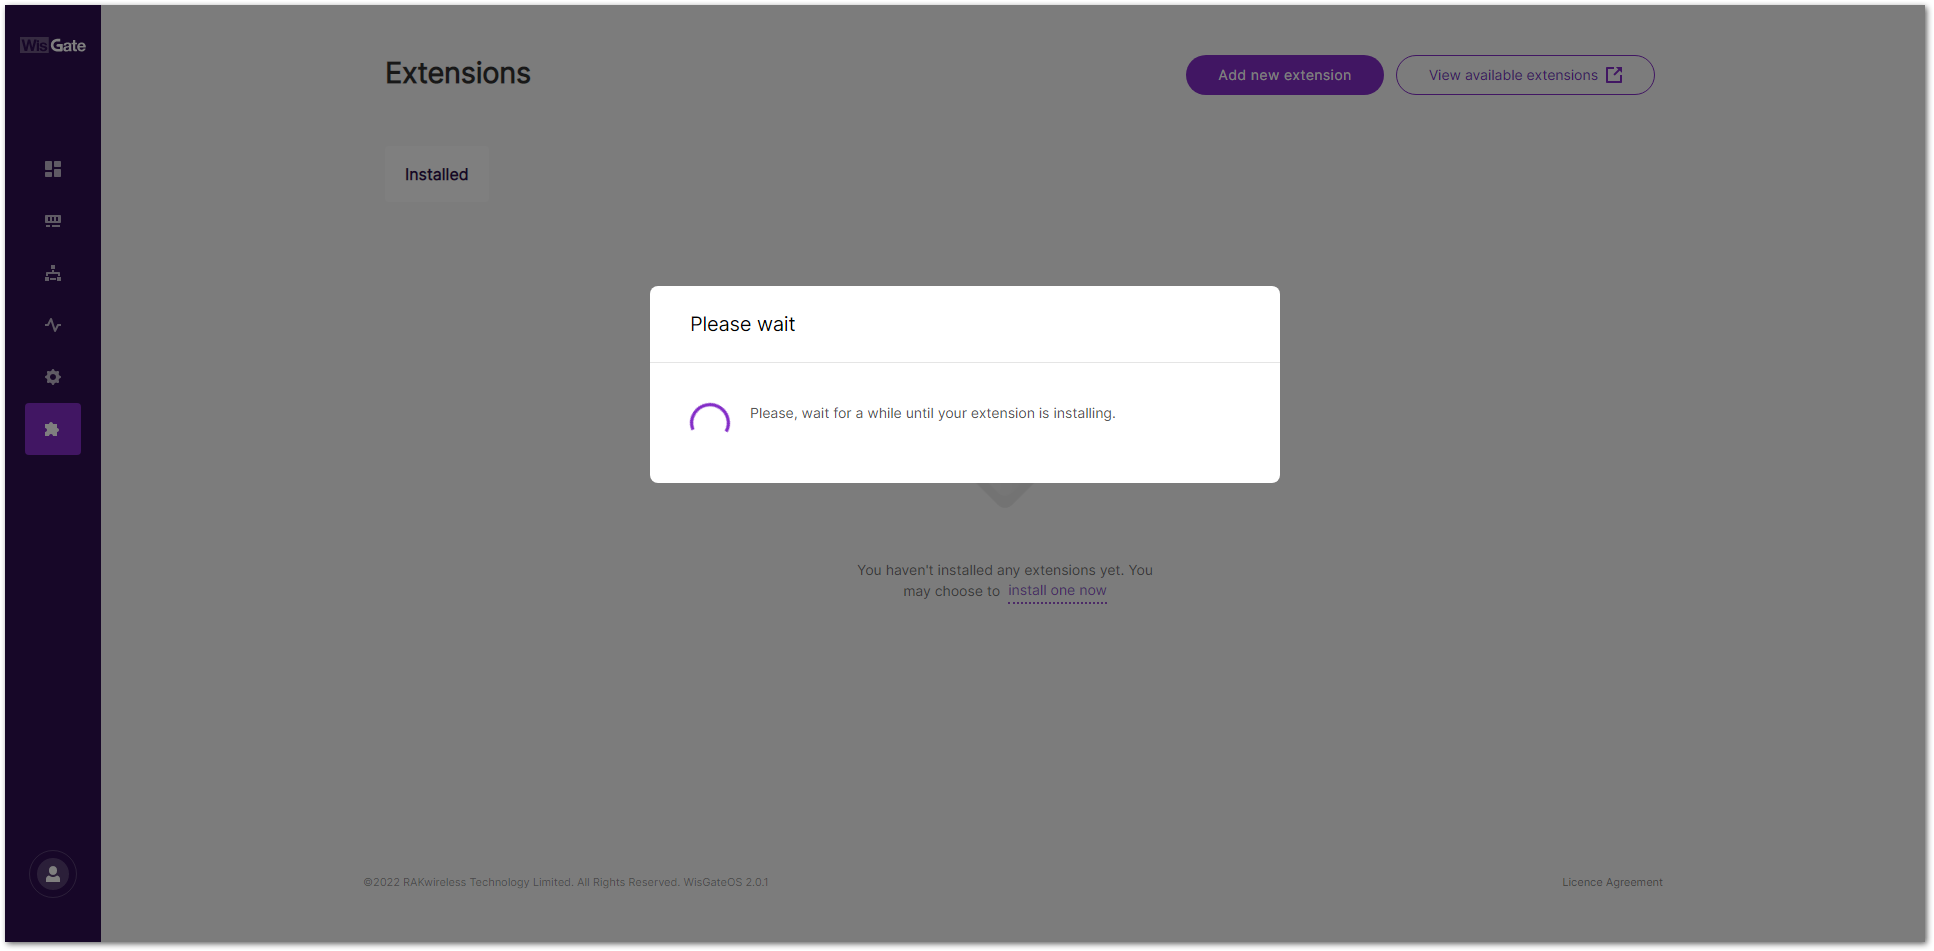 WisGate
Extensions
Add new extension
View available extensions
Installed
Please wait
Please, wait for a while until your extension is installing.
You haven't installed any extensions yet. You
may choose to install one now
©2022 RAKwireless Technology Limited. All Rights Reserved. WisGateOS 2.0.1
Licence Agreement